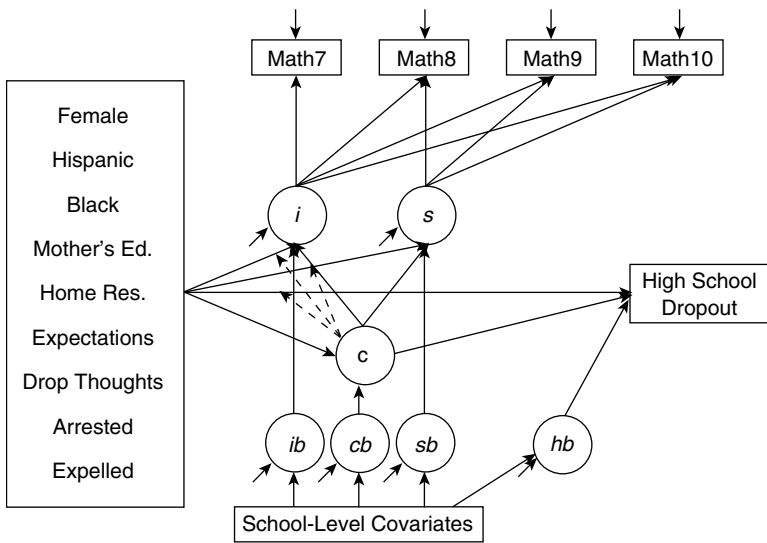 Math7 Math8 Math9 Math10
Female
Hispanic
Black
Mother's Ed.
Home Res.
Expectations
Drop Thoughts
Arrested
Expelled
i s
High School
Dropout
c
ib cb sb hb
School-Level Covariates